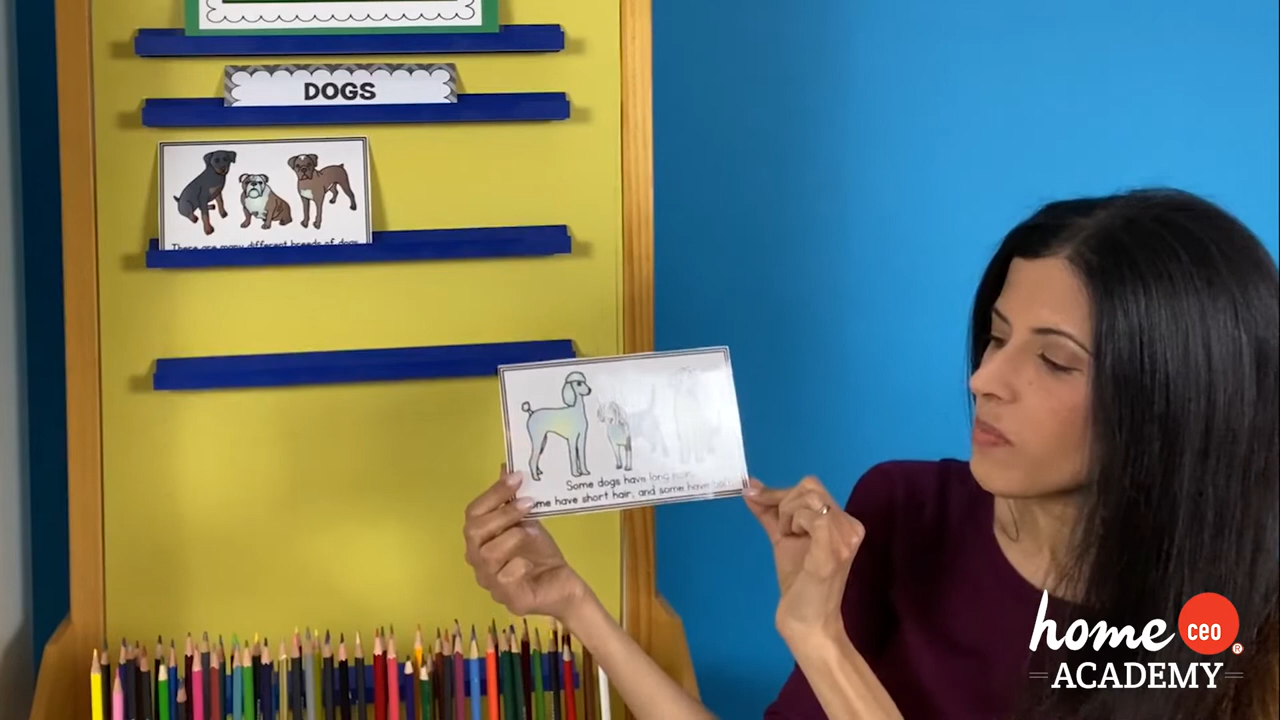 DOGS
There are many different breeds of dogs
Some dogs have long hair,
some have short hair, and some have
home ceo ®
ACADEMY